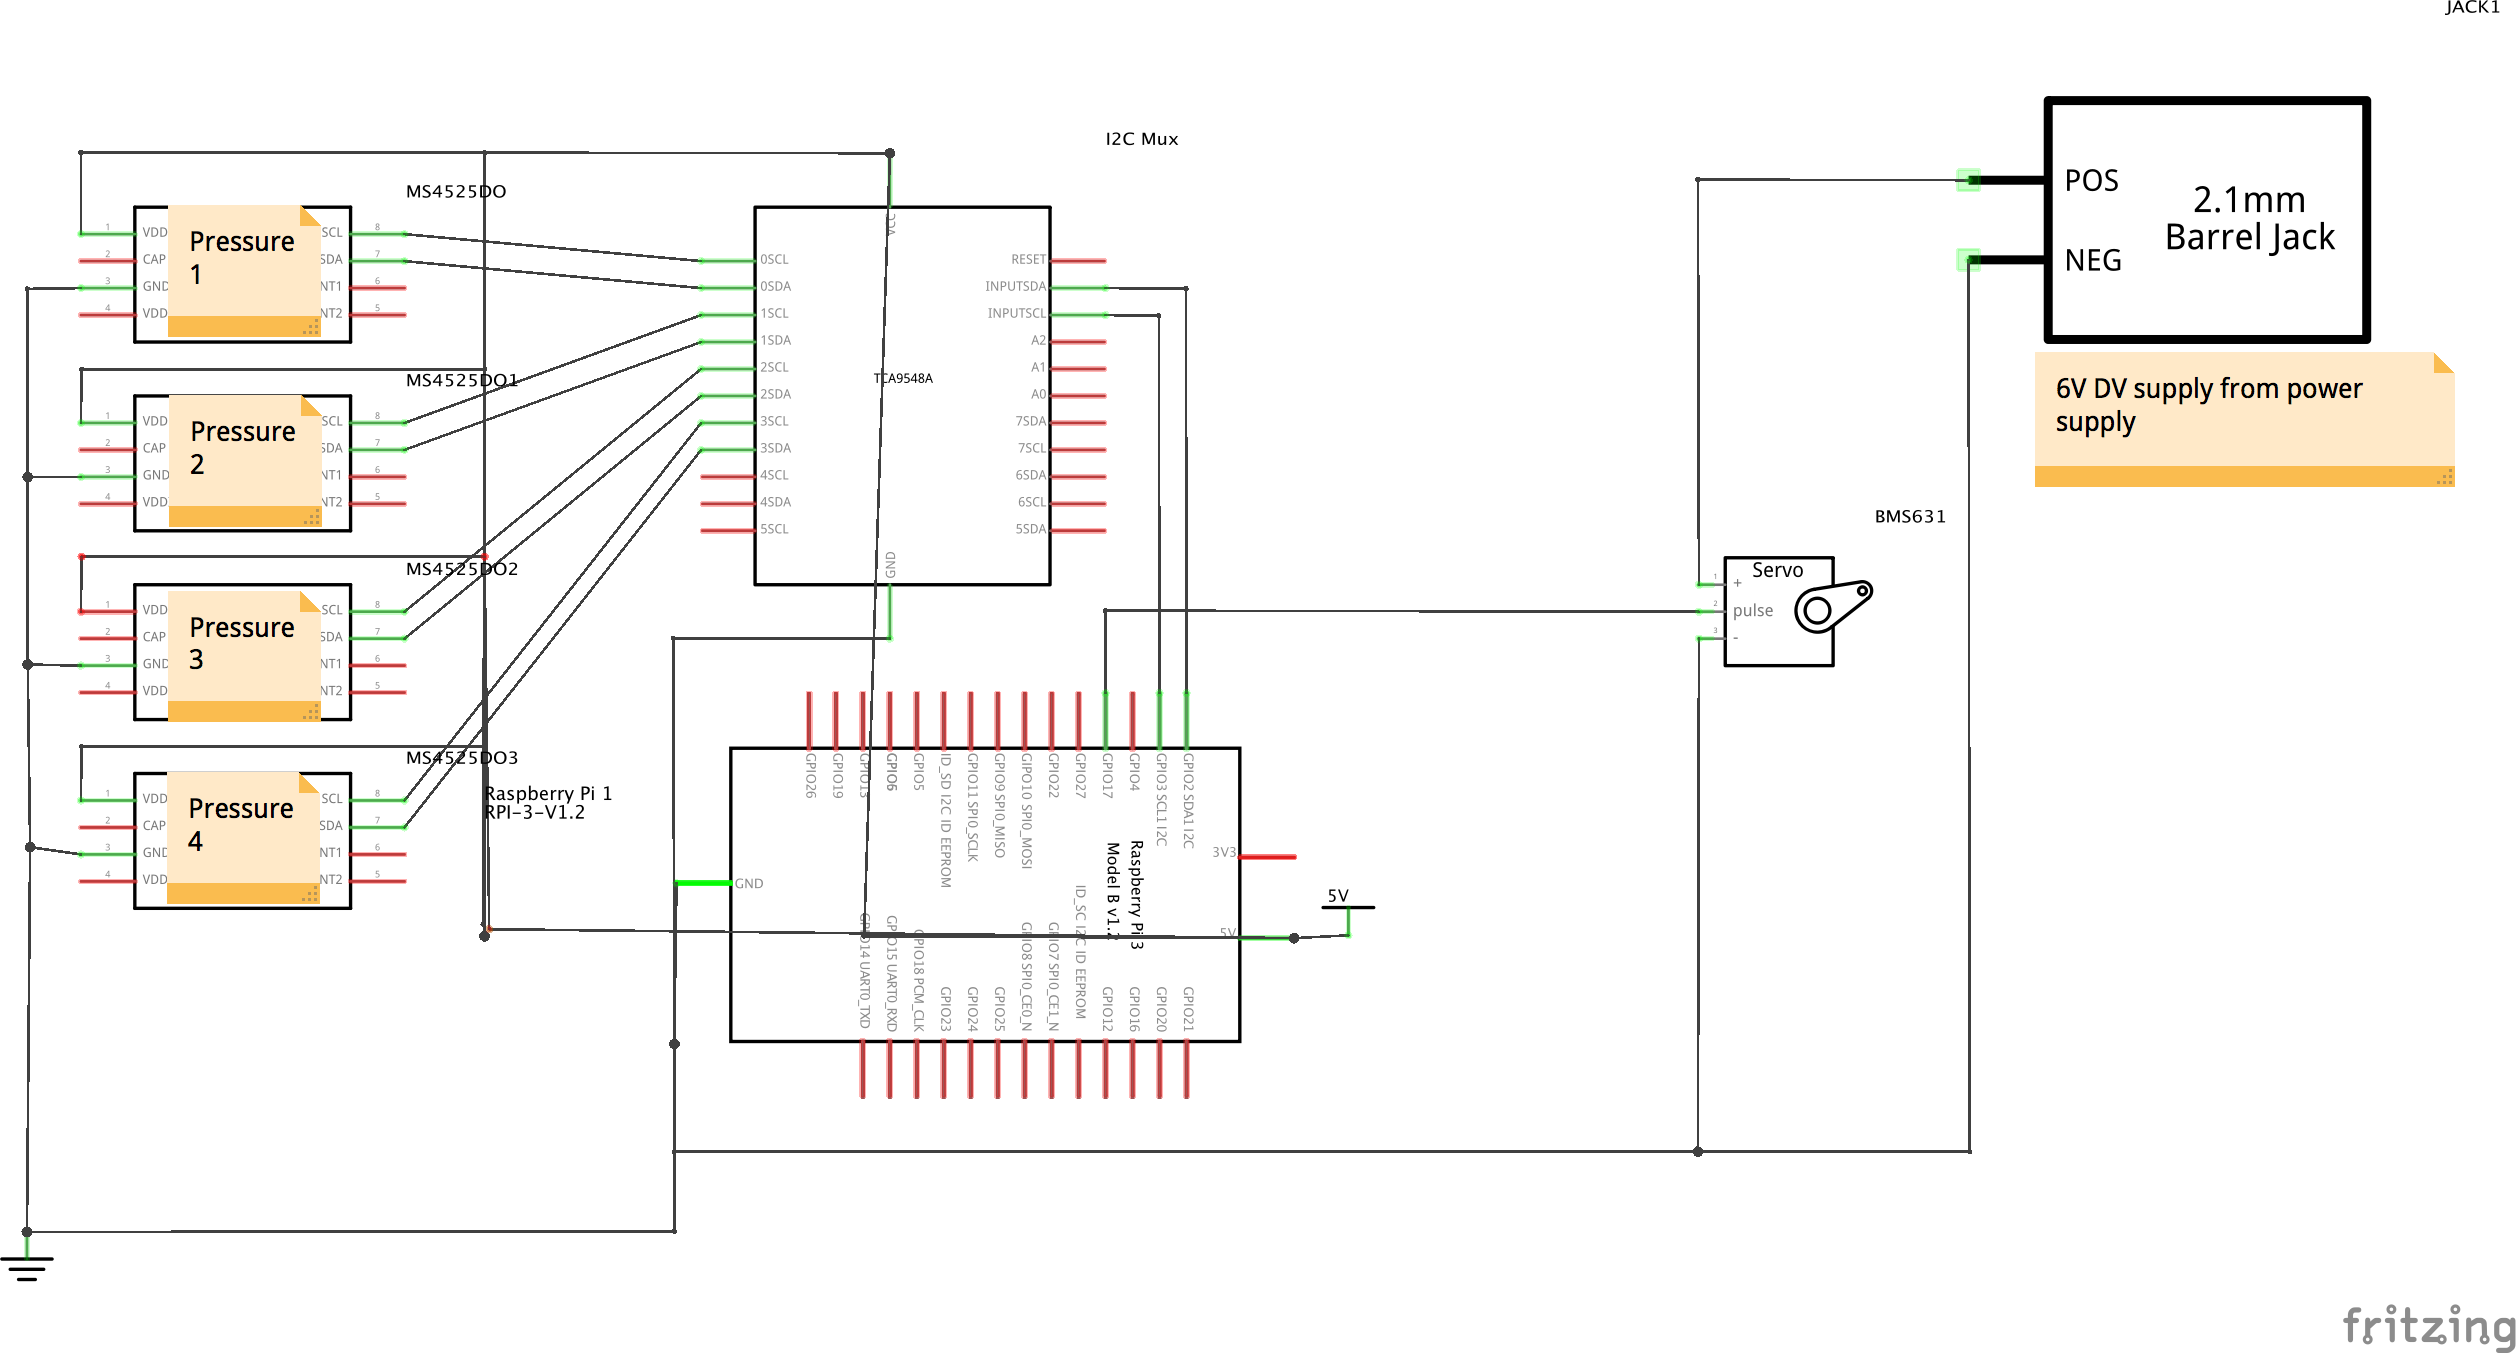 JACK1
I2C Mux
POS
NEG
2.1mm
Barrel Jack
6V DV supply from power
supply
MS4525DO
1
2
3
4
VDD
CAP
GND
VDD
Pressure
1
SCL
SDA
NT1
NT2
8
7
6
5
MS4525DO1
1
2
3
4
VDD
CAP
GND
VDD
Pressure
2
SCL
SDA
NT1
NT2
8
7
6
5
MS4525DO2
1
2
3
4
VDD
CAP
GND
VDD
Pressure
3
SCL
SDA
NT1
NT2
8
7
6
5
MS4525DO3
1
2
3
4
VDD
CAP
GND
VDD
Pressure
4
SCL
SDA
NT1
NT2
8
7
6
5
VCC
0SCL
0SDA
1SCL
1SDA
2SCL
2SDA
3SCL
3SDA
4SCL
4SDA
5SCL
TCA9548A
RESET
INPUTSDA
INPUTSCL
A2
A1
A0
7SDA
7SCL
6SDA
6SCL
5SDA
GND
BMS631
Servo
1
+
2
pulse
3
-
Raspberry Pi 1
RPI-3-V1.2
GPIO26
GPIO19
GPIO13
GPIO6
GPIO5
ID_SD I2C ID EEPROM
GPIO11 SPI0_SCLK
GPIO9 SPI0_MISO
GIPO10 SPI0_MOSI
GPIO22
GPIO27
GPIO17
GPIO4
GPIO3 SCL1 I2C
GPIO2 SDA1 I2C
Raspberry Pi 3
Model B v1.2
3V3
5V
GND
5V
GPIO14 UART0_TXD
GPIO15 UART0_RXD
GPIO18 PCM_CLK
GPIO23
GPIO24
GPIO25
GPIO8 SPI0_CE0_N
GPIO7 SPI0_CE1_N
ID_SC I2C ID EEPROM
GPIO12
GPIO16
GPIO20
GPIO21
fritzing